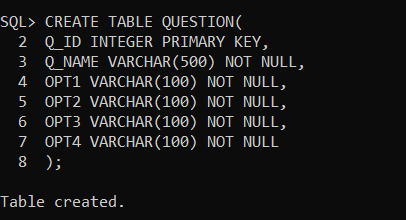 SQL> CREATE TABLE QUESTION(
2 Q_ID INTEGER PRIMARY KEY,
3 Q_NAME VARCHAR(500) NOT NULL,
4 OPT1 VARCHAR(100) NOT NULL,
5 OPT2 VARCHAR(100) NOT NULL,
6 OPT3 VARCHAR(100) NOT NULL,
7 OPT4 VARCHAR(100) NOT NULL
8 );
Table created.